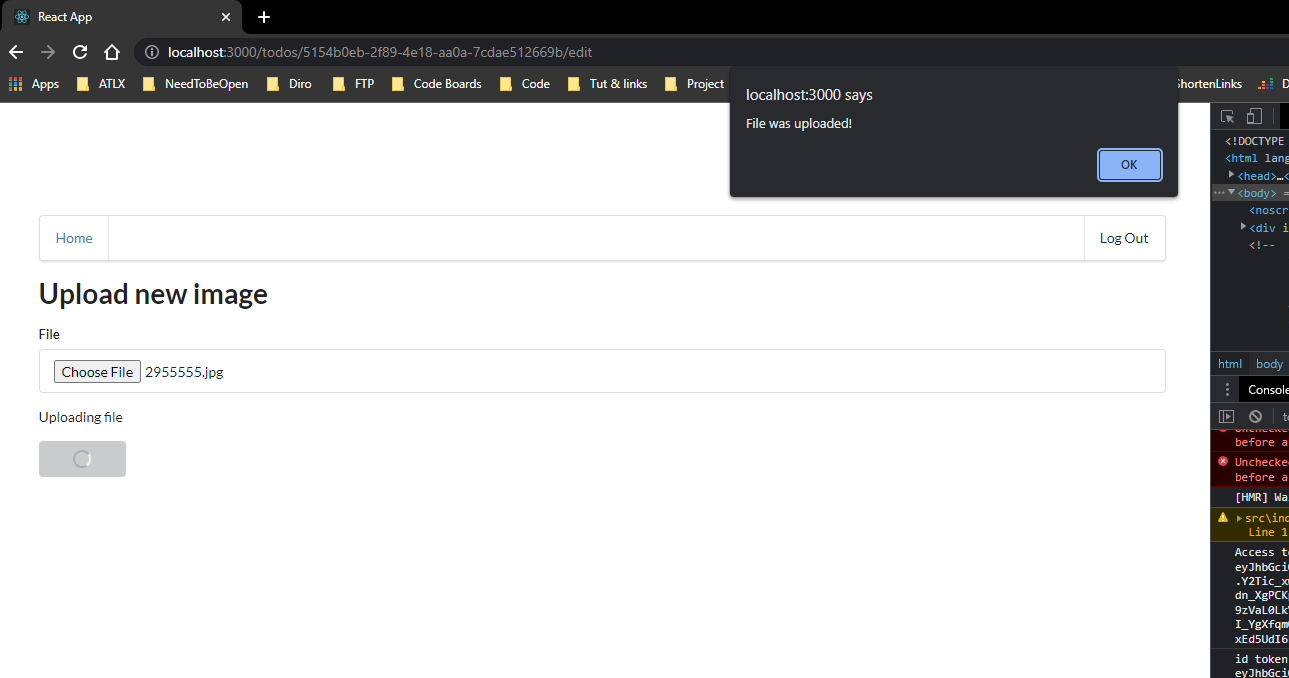 React App
localhost:3000/todos/5154b0eb-2f89-4e18-aa0a-7cdae512669b/edit
Apps ATLX NeedToBeOpen Diro FTP Code Boards Code Tut & links Project ShortenLinks D
localhost:3000 says
File was uploaded!
OK
Home Log Out
Upload new image
File
Choose File 2955555.jpg
Uploading file
<!DOCTYPE
<html lang
<head>…<
<body> =
<noscr
<div i
<!--
html body
Console
before a
Unchecke
before a
[HMR] Wa
src\ind
Line 1
Access to
eyJhbGci
.Y2Tic_x
dn_XgPCK
9zVaL0Lk
I_YgXfqm
xEd5UdI6
id token
eyJhbGci